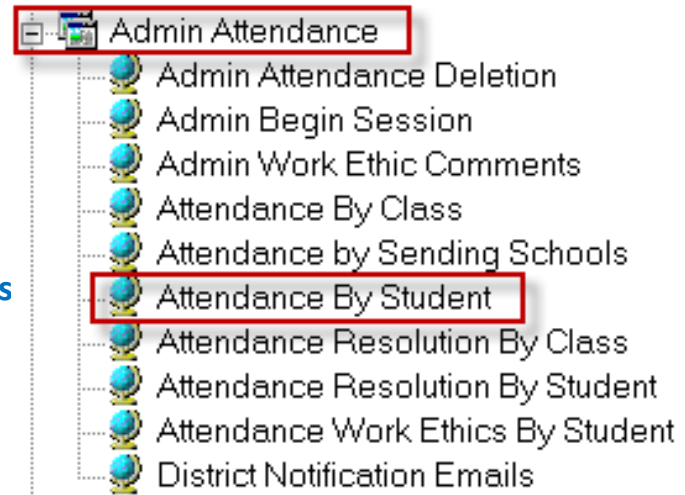 Admin Attendance
Admin Attendance Deletion
Admin Begin Session
Admin Work Ethic Comments
Attendance By Class
Attendance by Sending Schools
s
Attendance By Student
Attendance Resolution By Class
Attendance Resolution By Student
Attendance Work Ethics By Student
District Notification Emails